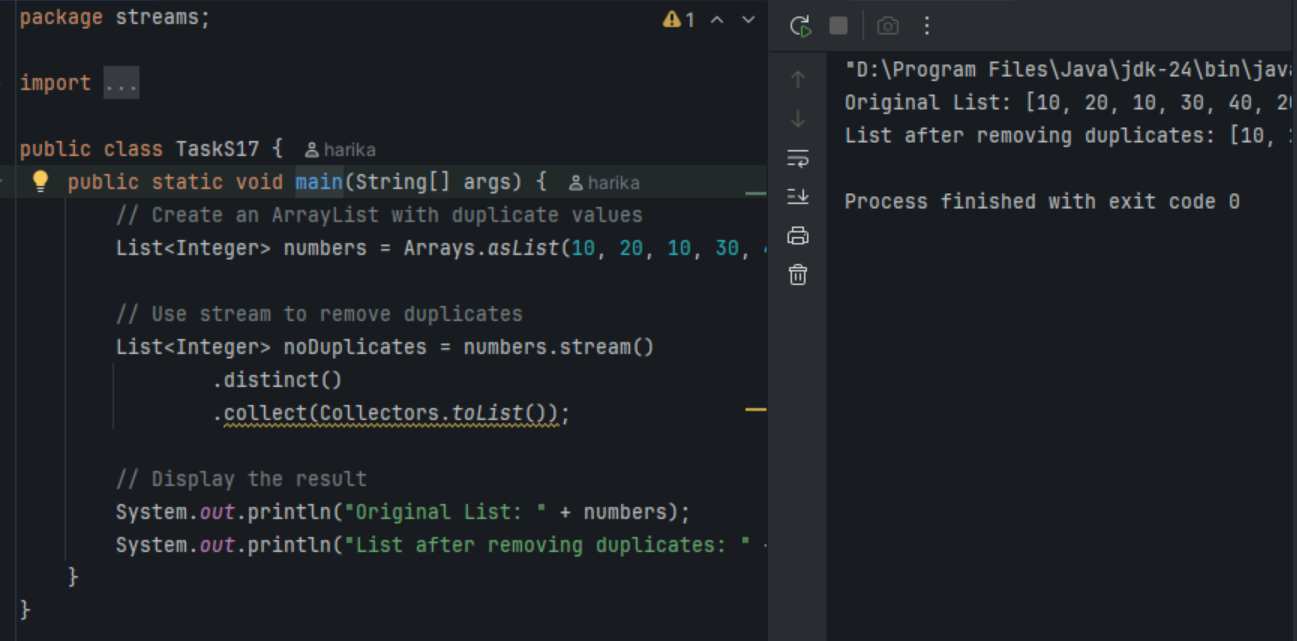 package streams;
1
import ...
public class TaskS17 { harika
public static void main(String[] args) { harika
// Create an ArrayList with duplicate values
List<Integer> numbers = Arrays.asList(10, 20, 10, 30,
// Use stream to remove duplicates
List<Integer> noDuplicates = numbers.stream()
.distinct()
.collect(Collectors.toList());
// Display the result
System.out.println("Original List: " + numbers);
System.out.println("List after removing duplicates: "
}
}
"D:\Program Files\Java\jdk-24\bin\java
Original List: [10, 20, 10, 30, 40, 20
List after removing duplicates: [10,
Process finished with exit code 0